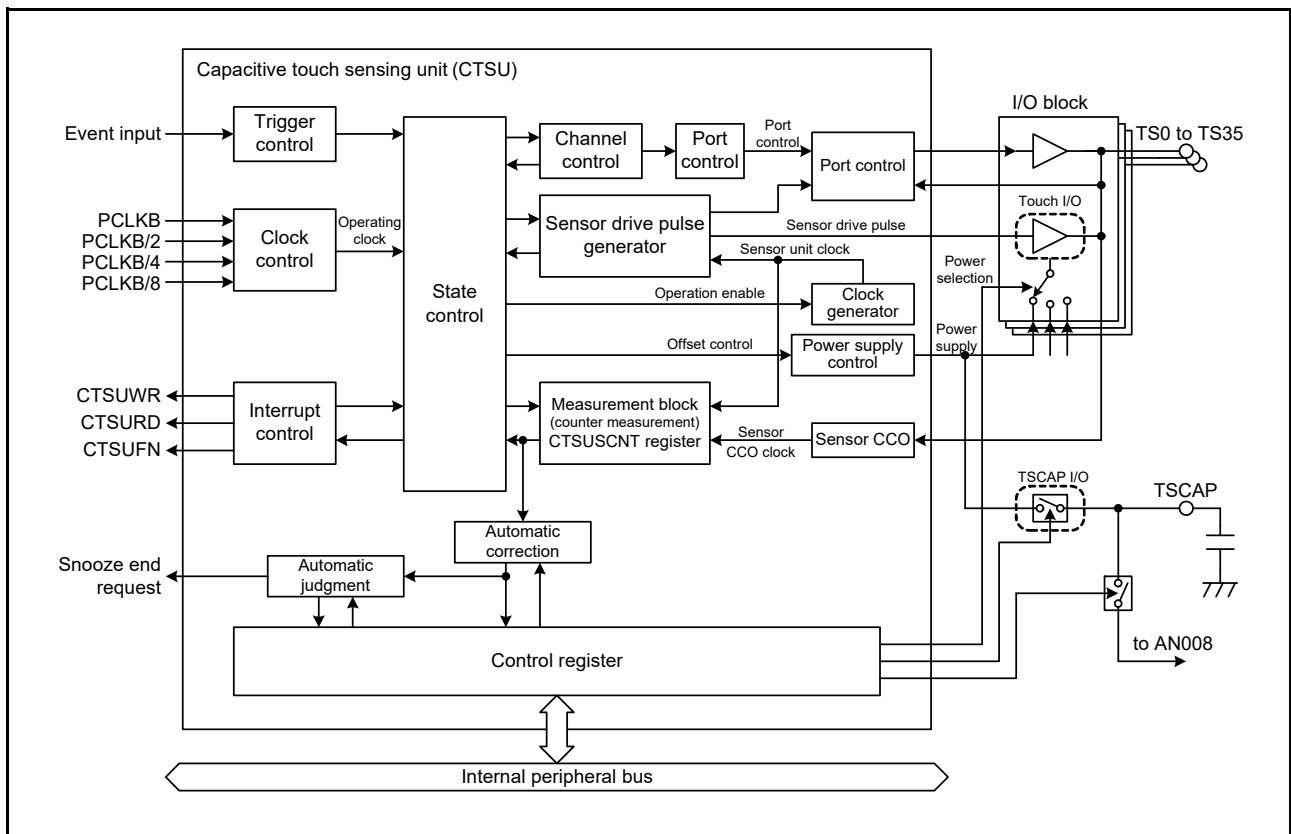 Capacitive touch sensing unit (CTSU)
I/O block
Event input
Trigger
control
Channel
control
Port
control
Port
control
Port control
TS0 to TS35
PCLKB
PCLKB/2
PCLKB/4
PCLKB/8
Clock
control
Operating
clock
State
control
Sensor drive pulse
generator
Sensor drive pulse
Sensor unit clock
Touch I/O
Power
selection
Operation enable
Clock
generator
Offset control
Power supply
control
Power
supply
CTSUWR
CTSURD
CTSUFN
Interrupt
control
Measurement block
(counter measurement)
CTSUSCNT register
Sensor
CCO clock
Sensor CCO
TSCAP I/O
TSCAP
Automatic
correction
Snooze end
request
Automatic
judgment
to AN008
Control register
Internal peripheral bus